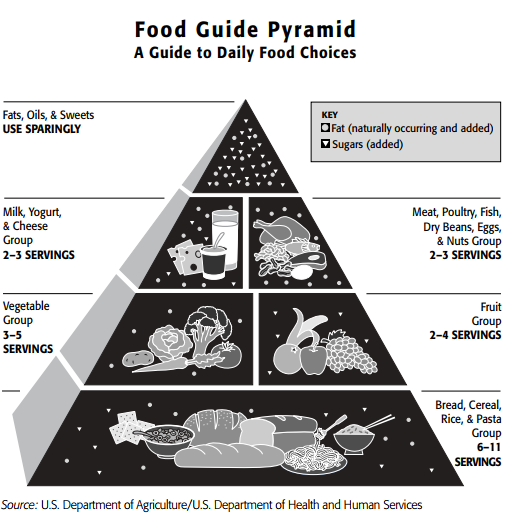 Food Guide Pyramid
A Guide to Daily Food Choices
Fats, Oils, & Sweets
USE SPARINGLY
KEY
Fat (naturally occurring and added)
Sugars (added)
Milk, Yogurt,
& Cheese
Group
2–3 SERVINGS
Meat, Poultry, Fish,
Dry Beans, Eggs,
& Nuts Group
2–3 SERVINGS
Vegetable
Group
3–5
SERVINGS
Fruit
Group
2–4 SERVINGS
Bread, Cereal,
Rice, & Pasta
Group
6–11
SERVINGS
Source: U.S. Department of Agriculture/U.S. Department of Health and Human Services